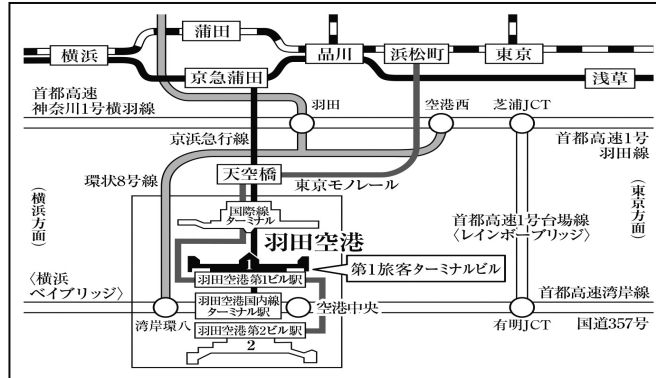 蒲田
横浜
品川
浜松町
東京
京急蒲田
浅草
首都高速
神奈川1号横羽線
羽田
空港西
芝浦JCT
京浜急行線
首都高速1号
羽田線
環状8号線
天空橋
東京モノレール
(横浜方面)
(東京方面)
国際線
ターミナル
首都高速1号台場線
〈レインボーブリッジ〉
羽田空港
1
第1旅客ターミナルビル
羽田空港第1ビル駅
〈横浜
ベイブリッジ〉
羽田空港国内線
ターミナル駅
空港中央
首都高速湾岸線
湾岸環八
羽田空港第2ビル駅
有明JCT
国道357号
2